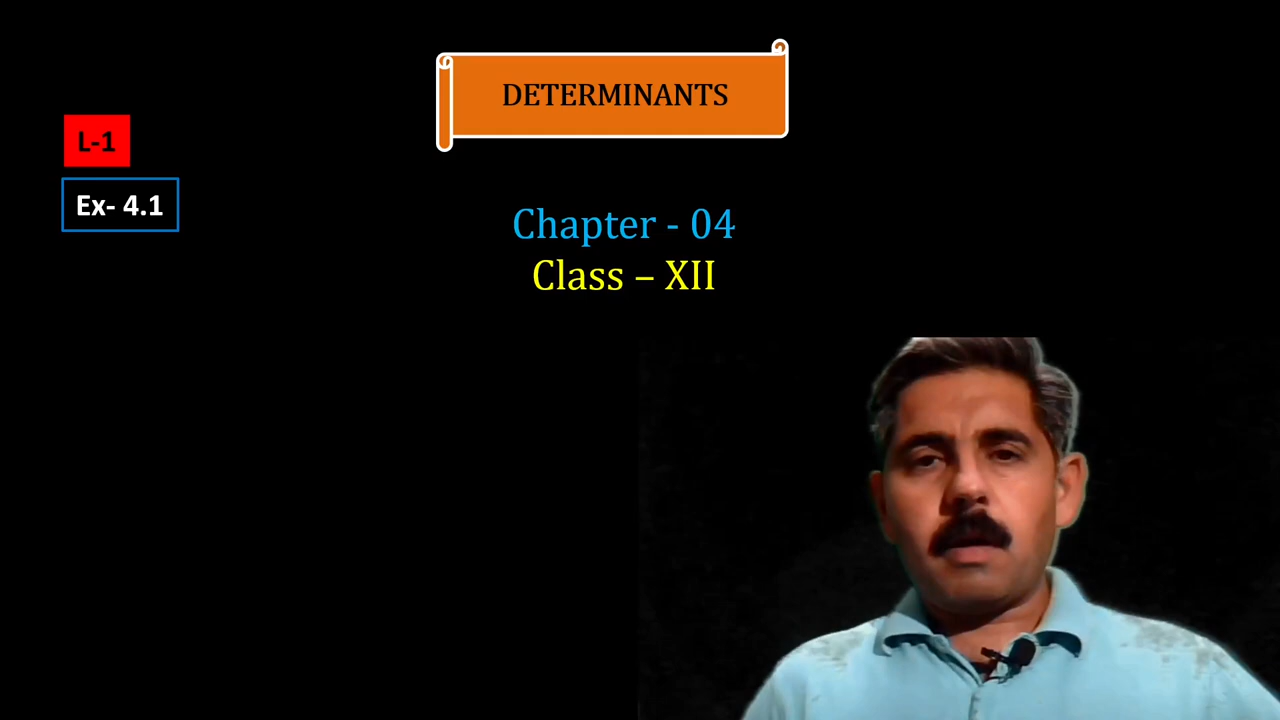 DETERMINANTS
L-1
Ex- 4.1
Chapter - 04
Class – XII